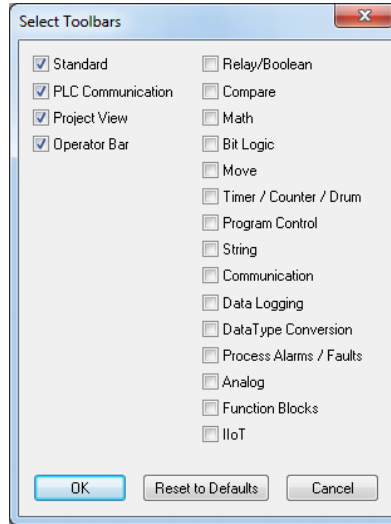 Select Toolbars
Standard
PLC Communication
Project View
Operator Bar
Relay/Boolean
Compare
Math
Bit Logic
Move
Timer / Counter / Drum
Program Control
String
Communication
Data Logging
DataType Conversion
Process Alarms / Faults
Analog
Function Blocks
IIoT
OK
Reset to Defaults
Cancel